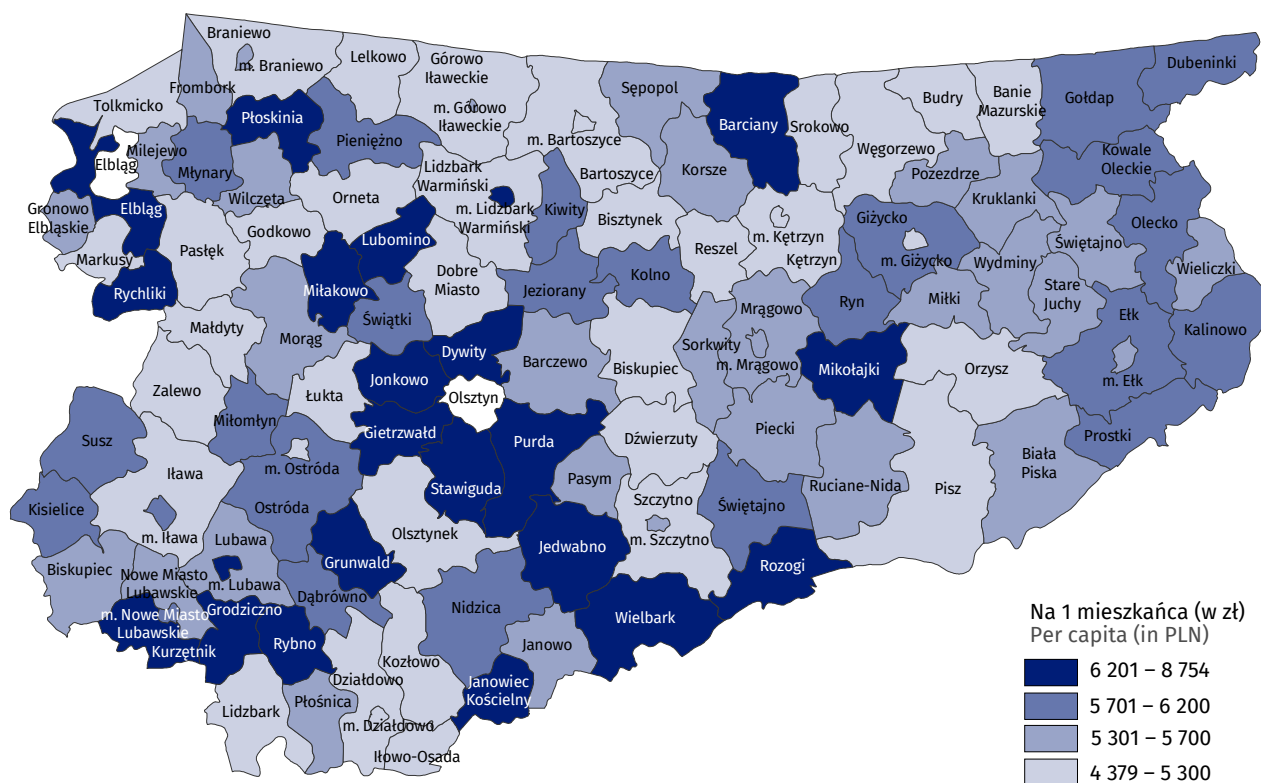 Braniewo
m. Braniewo
Lelkowo
Górowo
Iławeckie
m. Górowo
Iławeckie
Frombork
Tolkmicko
Płoskinia
Pieniężno
Sępopol
Barciany
Srokowo
Węgorzewo
Budry
Banie
Mazurskie
Gołdap
Dubeninki
Elbląg
Milejewo
Młynary
Wilczęta
Orneta
Lidzbark
Warmiński
m. Lidzbark
Warmiński
m. Bartoszyce
Bartoszyce
Korsze
Pozezdrze
Kowale
Oleckie
Gronowo
Elbląskie
Elbląg
Markusy
Pasłęk
Godkowo
Lubomino
Kiwity
Bisztynek
Reszel
m. Kętrzyn
Kętrzyn
Giżycko
m. Giżycko
Kruklanki
Wydminy
Świętajno
Olecko
Wieliczki
Rychliki
Miłakowo
Dobre
Miasto
Jeziorany
Kolno
Ryn
Miłki
Stare
Juchy
Ełk
m. Ełk
Kalinowo
Małdyty
Morąg
Świątki
Dywity
Barczewo
Biskupiec
Sorkwity
Mrągowo
m. Mrągowo
Mikołajki
Orzysz
Zalewo
Łukta
Jonkowo
Olsztyn
Susz
Miłomłyn
Gietrzwałd
Purda
Dźwierzuty
Piecki
Prostki
Iława
m. Ostróda
Stawiguda
Pasym
Ruciane-Nida
Pisz
Biała
Piska
Kisielice
m. Iława
Ostróda
Olsztynek
Szczytno
m. Szczytno
Świętajno
Lubawa
m. Lubawa
Grunwald
Jedwabno
Rozogi
Biskupiec
Nowe Miasto
Lubawskie
m. Nowe Miasto
Lubawskie
Grodziczno
Dąbrówno
Nidzica
Wielbark
Kurzętnik
Rybno
Kozłowo
Janowo
Działdowo
Janowiec
Kościelny
Lidzbark
Płośnica
m. Działdowo
Iłowo-Osada
Na 1 mieszkańca (w zł)
Per capita (in PLN)
6 201 – 8 754
5 701 – 6 200
5 301 – 5 700
4 379 – 5 300